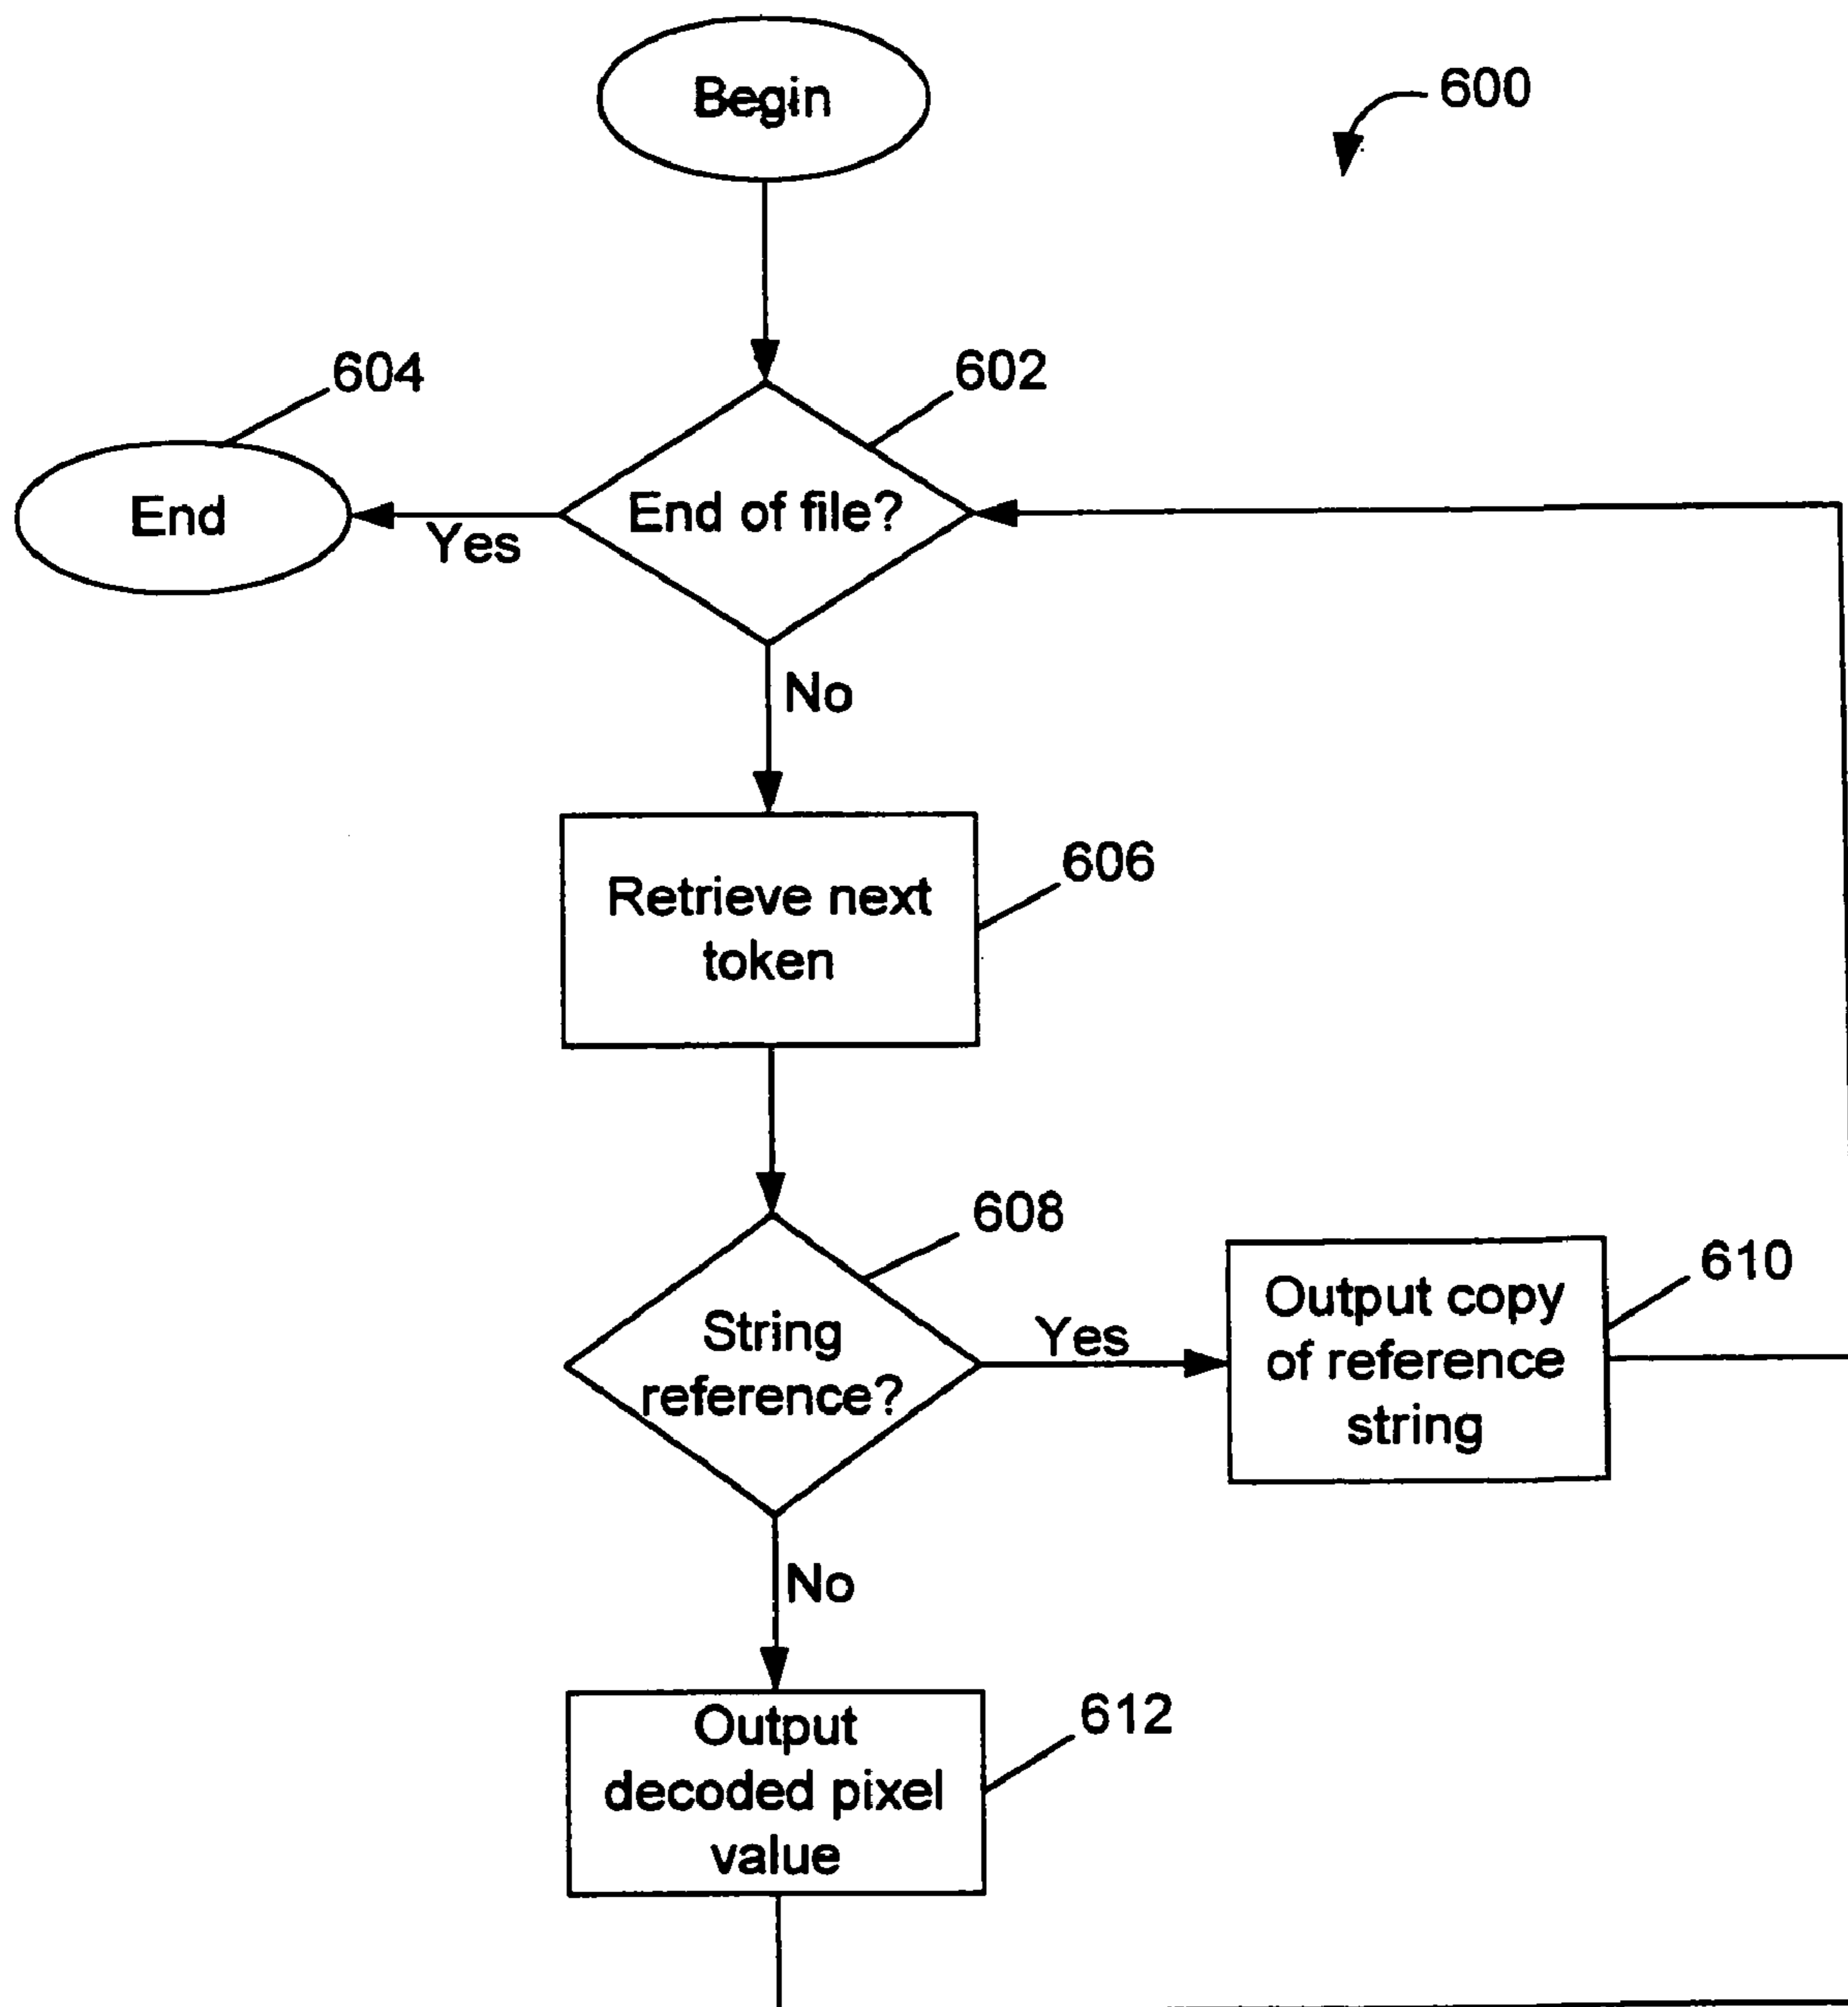 Begin
600
604
602
End
End of file?
Yes
No
606
Retrieve next
token
608
String
reference?
Yes
610
Output copy
of reference
string
No
612
Output
decoded pixel
value